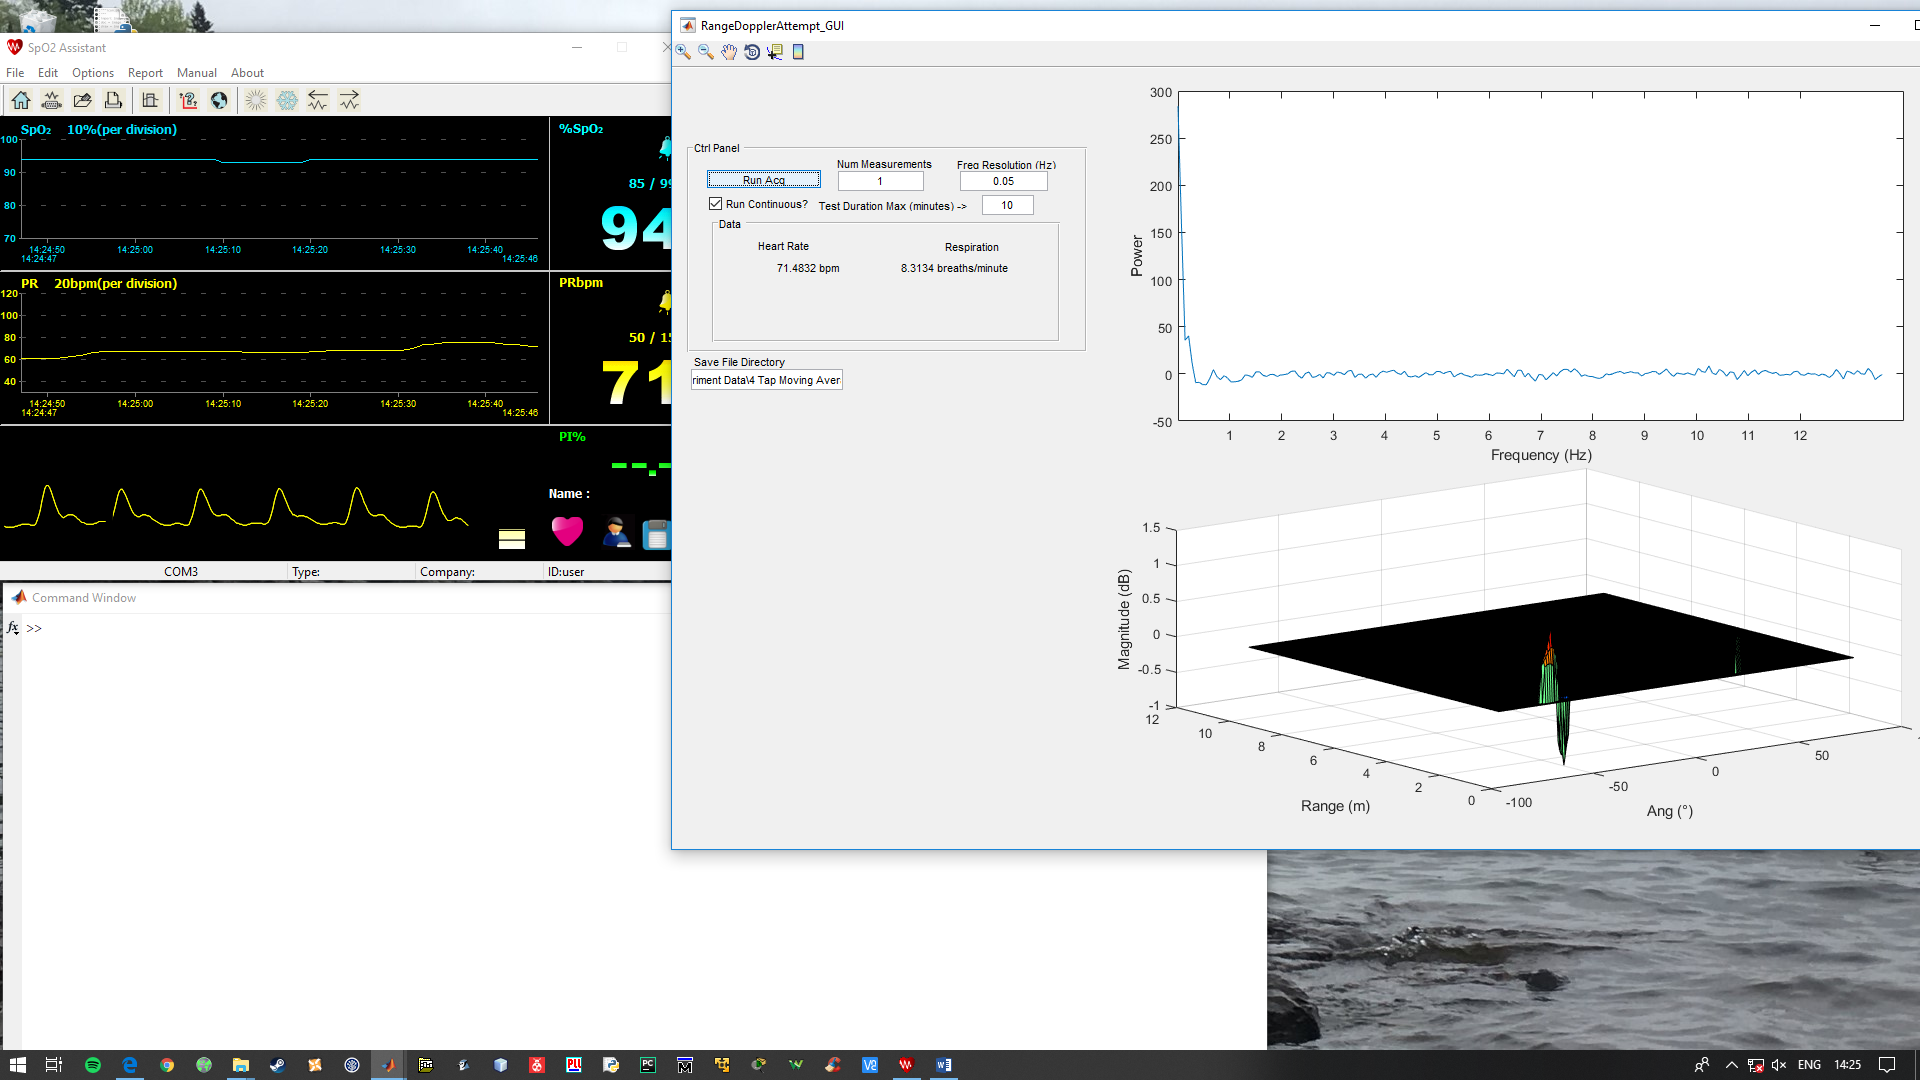 SpO2 Assistant
File Edit Options Report Manual About
SpO₂ 10%(per division)
100
90
80
70
14:24:50 14:25:00 14:25:10 14:25:20 14:25:30 14:25:40
14:24:47 14:25:46
%SpO₂
85 / 99
94
PR 20bpm(per division)
120
100
80
60
40
14:24:50 14:25:00 14:25:10 14:25:20 14:25:30 14:25:40
14:24:47 14:25:46
PRbpm
50 / 15
71
PI%
--.-
Name :
COM3 Type: Company: ID:user
Command Window
fx >>
RangeDopplerAttempt_GUI
Ctrl Panel
Run Acq
Num Measurements
1
Freq Resolution (Hz)
0.05
Run Continuous?
Test Duration Max (minutes) ->
10
Data
Heart Rate Respiration
71.4832 bpm 8.3134 breaths/minute
Save File Directory
riment Data\4 Tap Moving Aver
300
250
200
150
100
50
0
-50
Power
1 2 3 4 5 6 7 8 9 10 11 12
Frequency (Hz)
1.5
1
0.5
0
-0.5
-1
Magnitude (dB)
12 10 8 6 4 2 0
Range (m)
-100 -50 0 50
Ang (°)
ENG 14:25